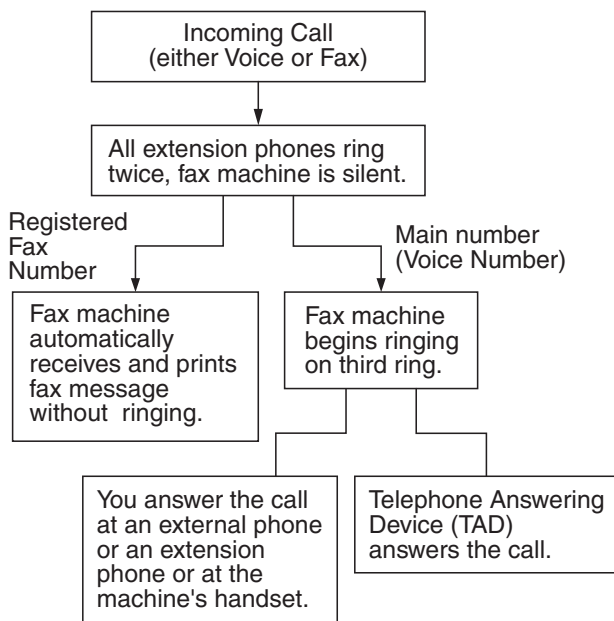 Incoming Call
(either Voice or Fax)
All extension phones ring
twice, fax machine is silent.
Registered
Fax
Number
Main number
(Voice Number)
Fax machine
automatically
receives and prints
fax message
without ringing.
Fax machine
begins ringing
on third ring.
You answer the call
at an external phone
or an extension
phone or at the
machine's handset.
Telephone Answering
Device (TAD)
answers the call.